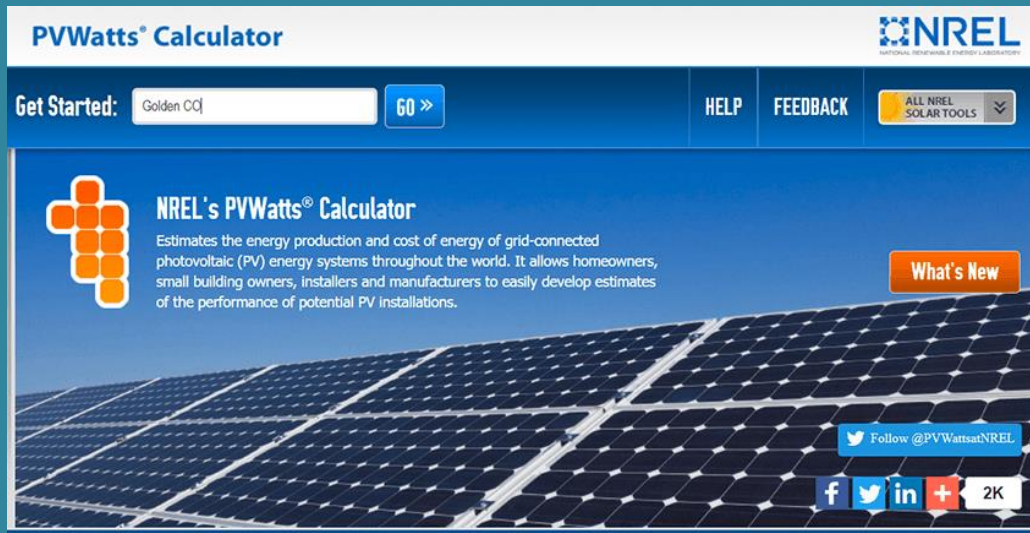 PVWatts® Calculator
NREL
NATIONAL RENEWABLE ENERGY LABORATORY
Get Started:
Golden CO
GO »
HELP
FEEDBACK
ALL NREL
SOLAR TOOLS
NREL's PVWatts® Calculator
Estimates the energy production and cost of energy of grid-connected
photovoltaic (PV) energy systems throughout the world. It allows homeowners,
small building owners, installers and manufacturers to easily develop estimates
of the performance of potential PV installations.
What's New
Follow @PVWattsatNREL
f
in
+
2K